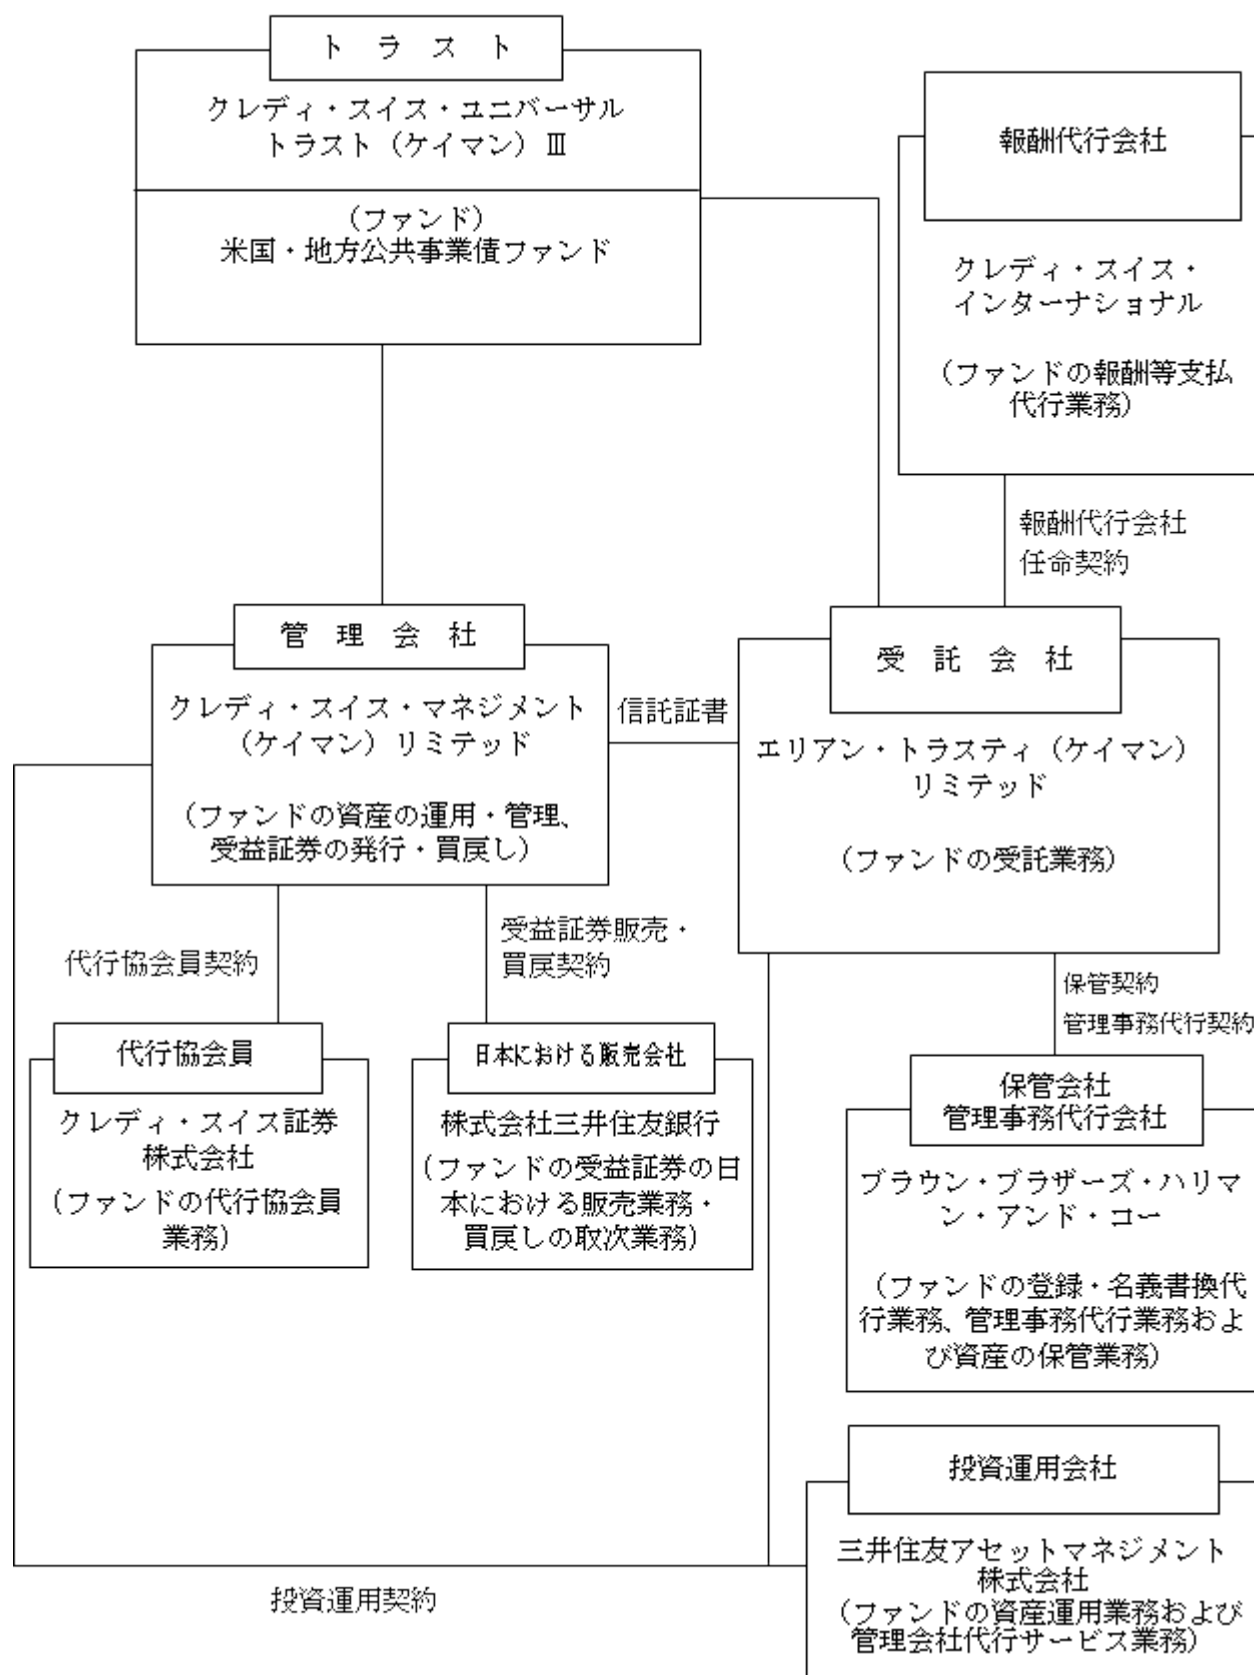 トラスト
クレディ・スイス・ユニバーサル
トラスト（ケイマン）Ⅲ
（ファンド）
米国・地方公共事業債ファンド
報酬代行会社
クレディ・スイス・
インターナショナル
（ファンドの報酬等支払
代行業務）
報酬代行会社
任命契約
管理会社
クレディ・スイス・マネジメント
（ケイマン）リミテッド
（ファンドの資産の運用・管理、
受益証券の発行・買戻し）
信託証書
受託会社
エリアン・トラスティ（ケイマン）
リミテッド
（ファンドの受託業務）
代行協会員契約
受益証券販売・
買戻契約
保管契約
管理事務代行契約
代行協会員
クレディ・スイス証券
株式会社
（ファンドの代行協会員
業務）
日本における販売会社
株式会社三井住友銀行
（ファンドの受益証券の日
本における販売業務・
買戻しの取次業務）
保管会社
管理事務代行会社
ブラウン・ブラザーズ・ハリマ
ン・アンド・コー
（ファンドの登録・名義書換代
行業務、管理事務代行業務およ
び資産の保管業務）
投資運用会社
三井住友アセットマネジメント
株式会社
（ファンドの資産運用業務および
管理会社代行サービス業務）
投資運用契約